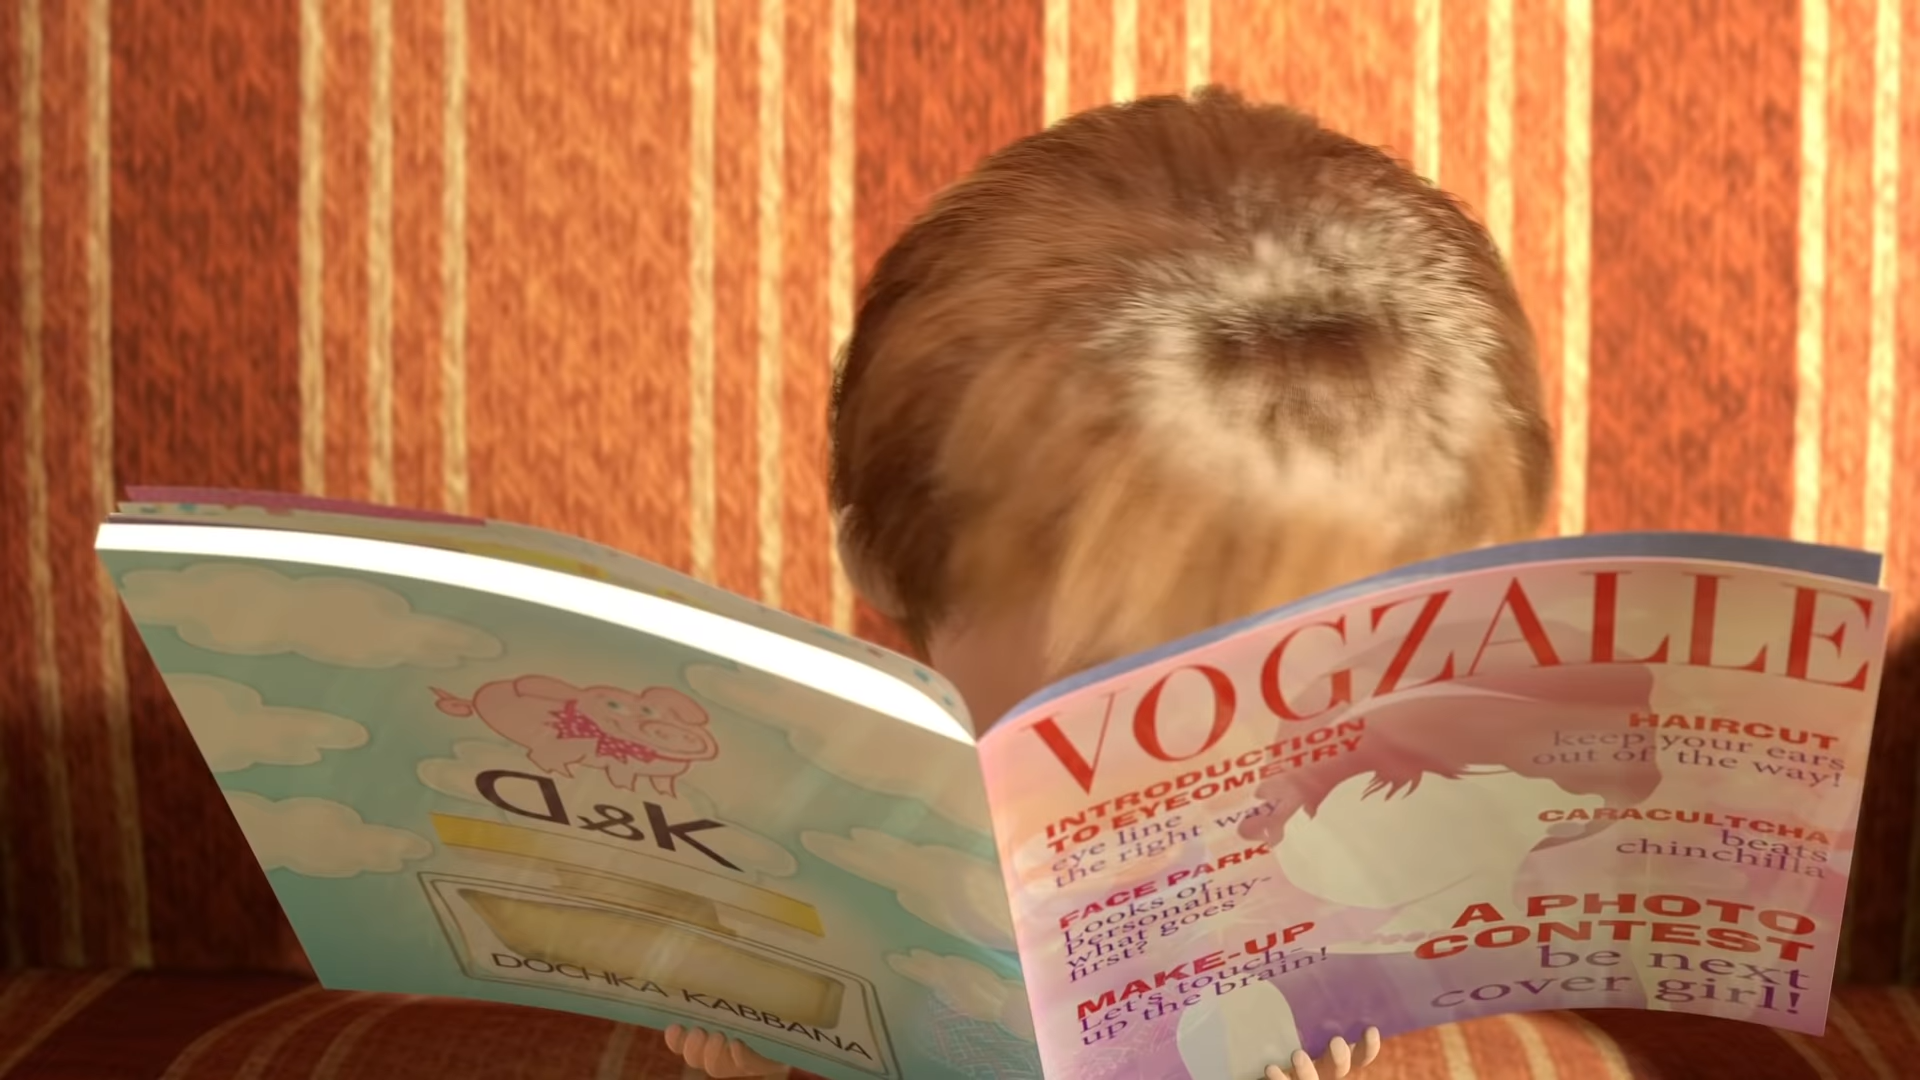 D&K
DOCHKA KABBANA
VOGZALLE
INTRODUCTION
TO EYEOMETRY
eye line
the right way
FACE PARK
Looks or
personality-
what goes
first?
MAKE-UP
Let's touch-
up the brain!
HAIRCUT
keep your ears
out of the way!
CARACULTCHA
beats
chinchilla
A PHOTO
CONTEST
be next
cover girl!